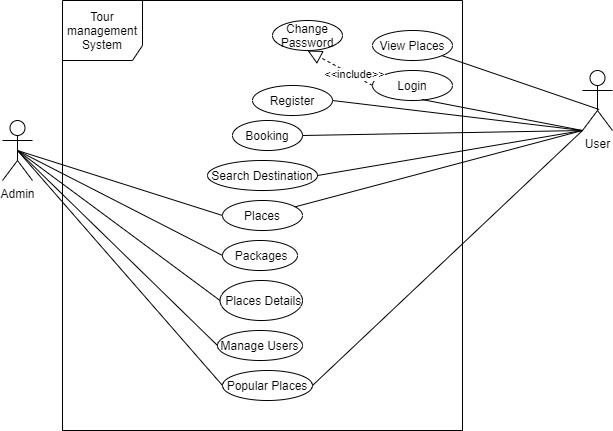 Tour
management
System
Change
Password
View Places
<<include>>
Login
Register
Booking
User
Search Destination
Admin
Places
Packages
Places Details
Manage Users
Popular Places